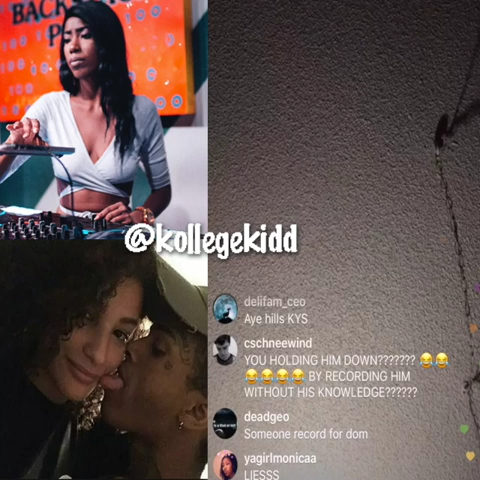 BACKS
P
@kollegekidd
delifam_ceo
Aye hills KYS
cschneewind
YOU HOLDING HIM DOWN??????? 😂😂
😂😂😂😂 BY RECORDING HIM
WITHOUT HIS KNOWLEDGE??????
deadgeo
Someone record for dom
yagirlmonicaa
LIESSS